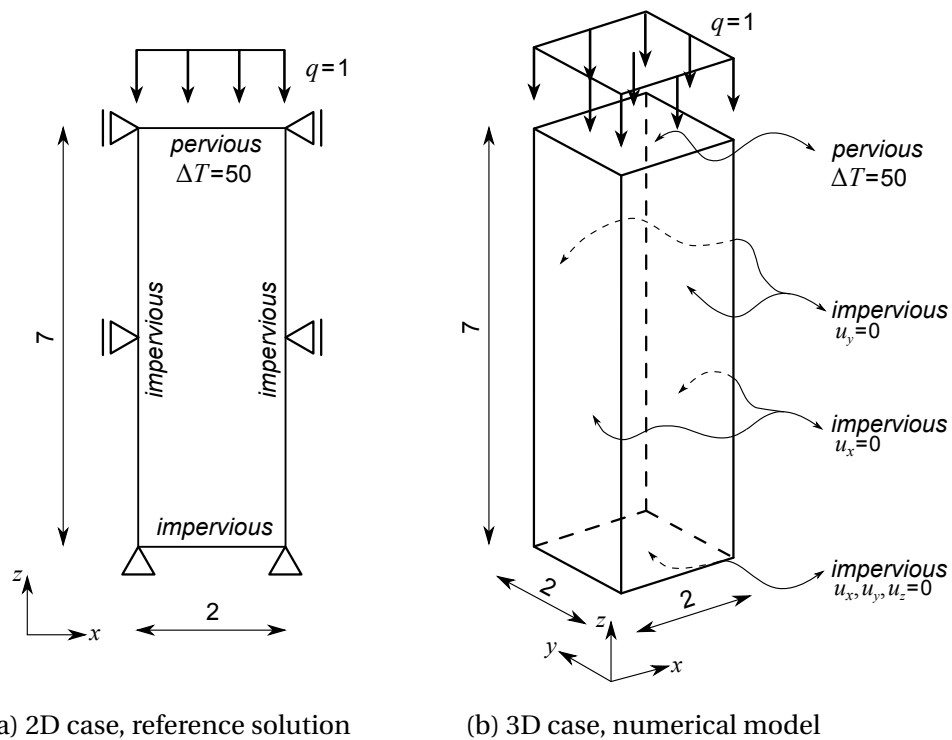 q=1
pervious
ΔT=50
impervious
impervious
7
impervious
z
x
2
q=1
pervious
ΔT=50
7
impervious
u_y=0
impervious
u_x=0
impervious
u_x, u_y, u_z=0
2
2
z
y
x
a) 2D case, reference solution
(b) 3D case, numerical model